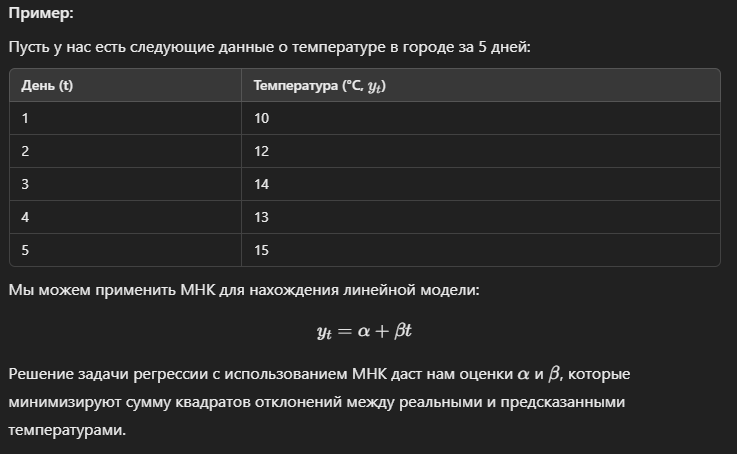 Пример:
Пусть у нас есть следующие данные о температуре в городе за 5 дней:
День (t) Температура (°C, yₜ)
1 10
2 12
3 14
4 13
5 15
Мы можем применить МНК для нахождения линейной модели:
yₜ = α + βt
Решение задачи регрессии с использованием МНК даст нам оценки α и β, которые
минимизируют сумму квадратов отклонений между реальными и предсказанными
температурами.